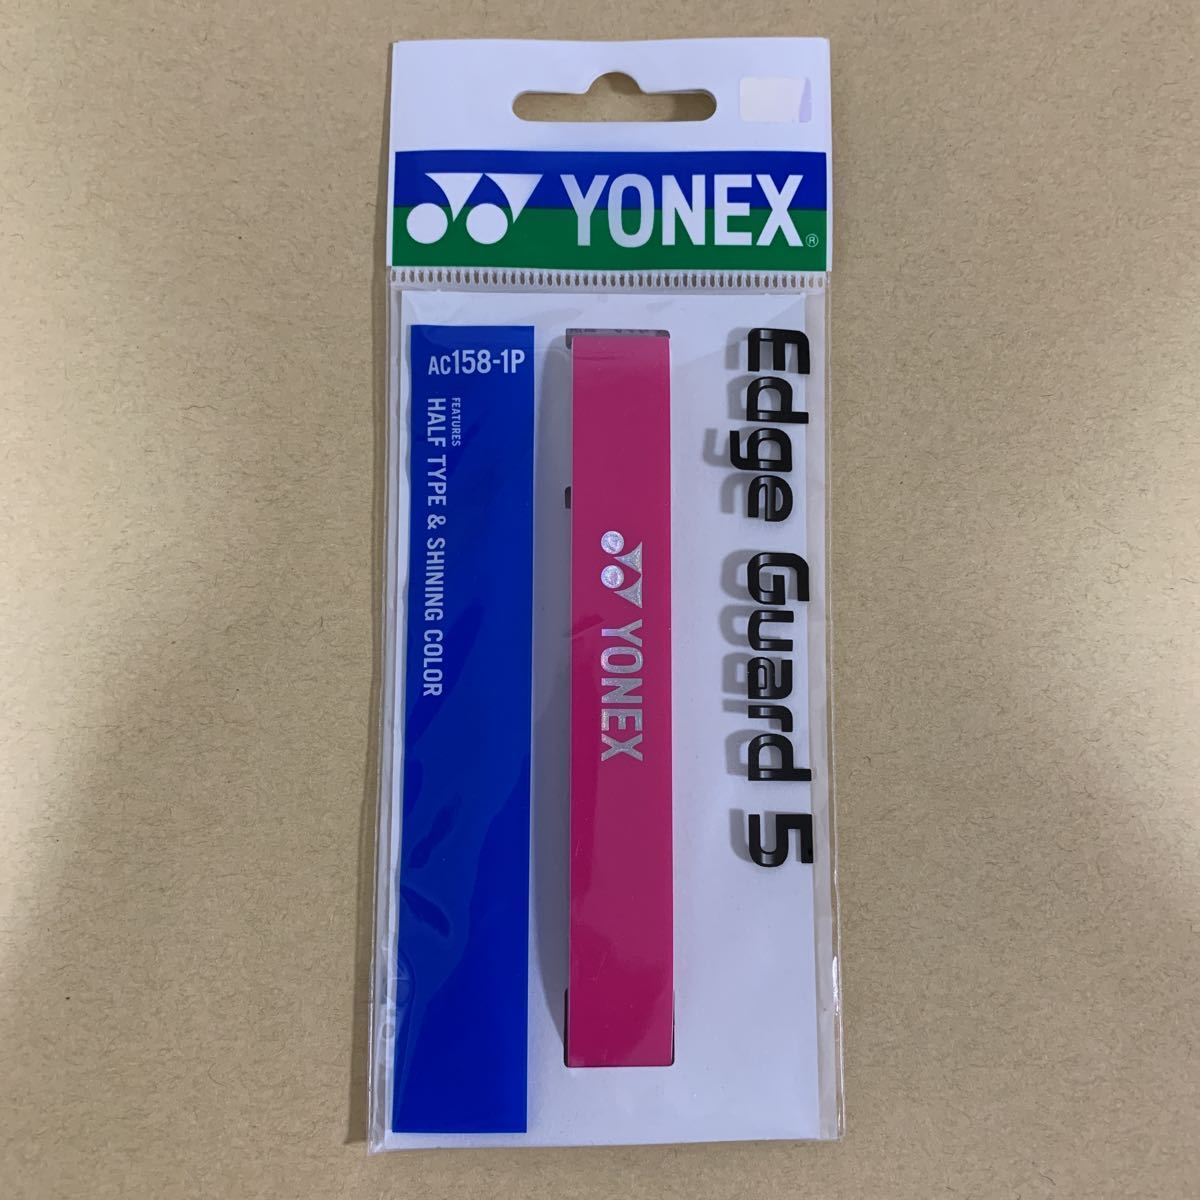 YONEX®
AC158-1P
FEATURES
HALF TYPE & SHINING COLOR
YONEX
Edge Guard 5